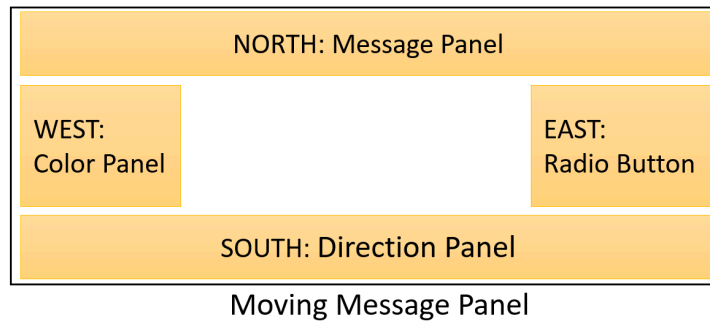 NORTH: Message Panel
WEST:
Color Panel
EAST:
Radio Button
SOUTH: Direction Panel
Moving Message Panel